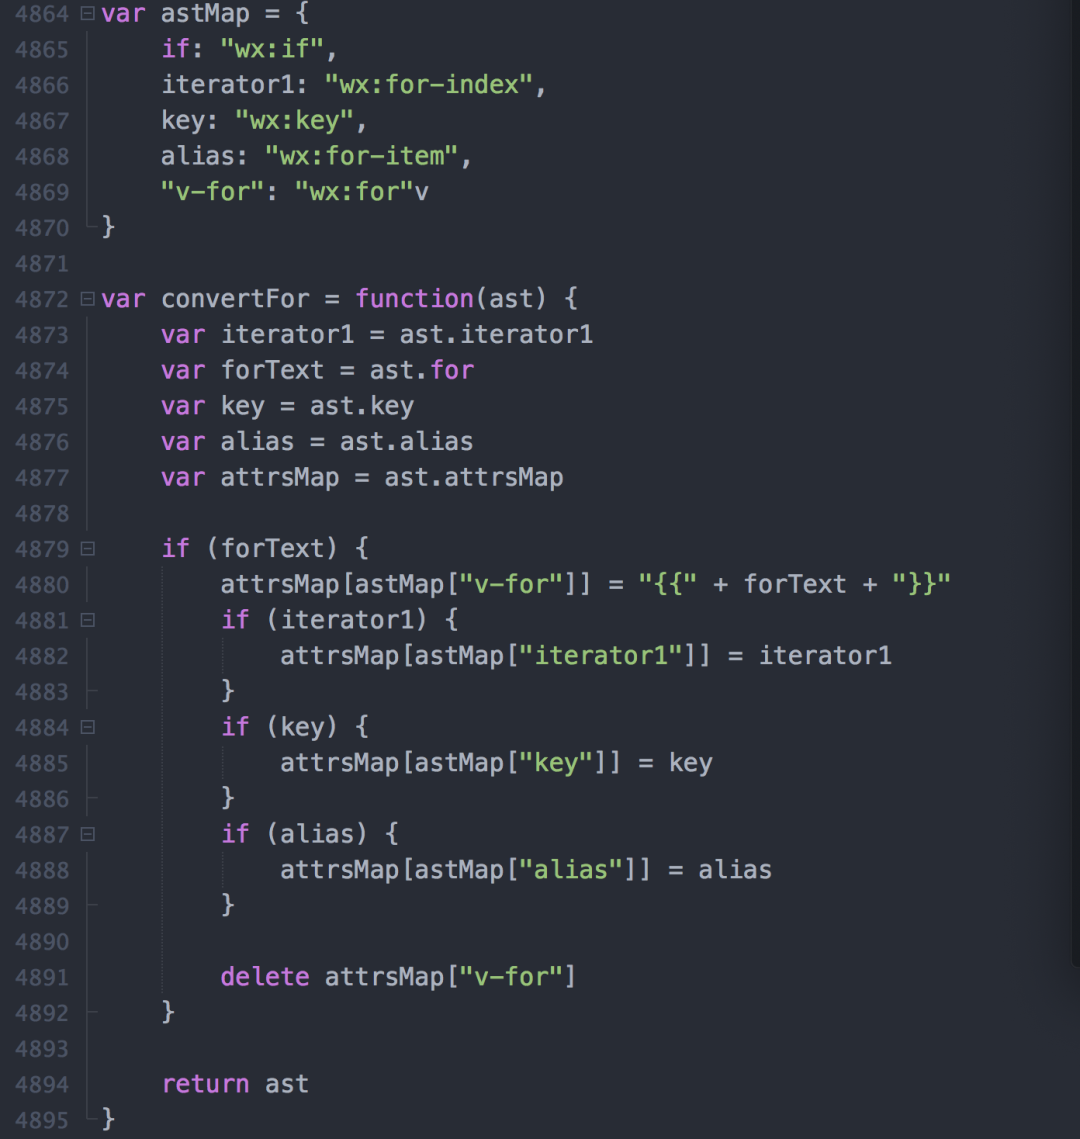 4864 var astMap = {
4865     if: "wx:if",
4866     iterator1: "wx:for-index",
4867     key: "wx:key",
4868     alias: "wx:for-item",
4869     "v-for": "wx:for"v
4870 }
4871
4872 var convertFor = function(ast) {
4873     var iterator1 = ast.iterator1
4874     var forText = ast.for
4875     var key = ast.key
4876     var alias = ast.alias
4877     var attrsMap = ast.attrsMap
4878
4879     if (forText) {
4880         attrsMap[astMap["v-for"]] = "{{" + forText + "}}"
4881         if (iterator1) {
4882             attrsMap[astMap["iterator1"]] = iterator1
4883         }
4884         if (key) {
4885             attrsMap[astMap["key"]] = key
4886         }
4887         if (alias) {
4888             attrsMap[astMap["alias"]] = alias
4889         }
4890
4891         delete attrsMap["v-for"]
4892     }
4893
4894     return ast
4895 }